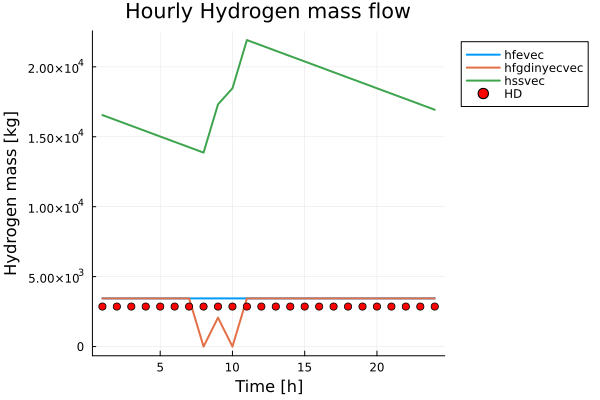 Hourly Hydrogen mass flow
hfevec
hfgdinyecvec
hssvec
HD
Hydrogen mass [kg]
2.00×10⁴
1.50×10⁴
1.00×10⁴
5.00×10³
0
5 10 15 20
Time [h]